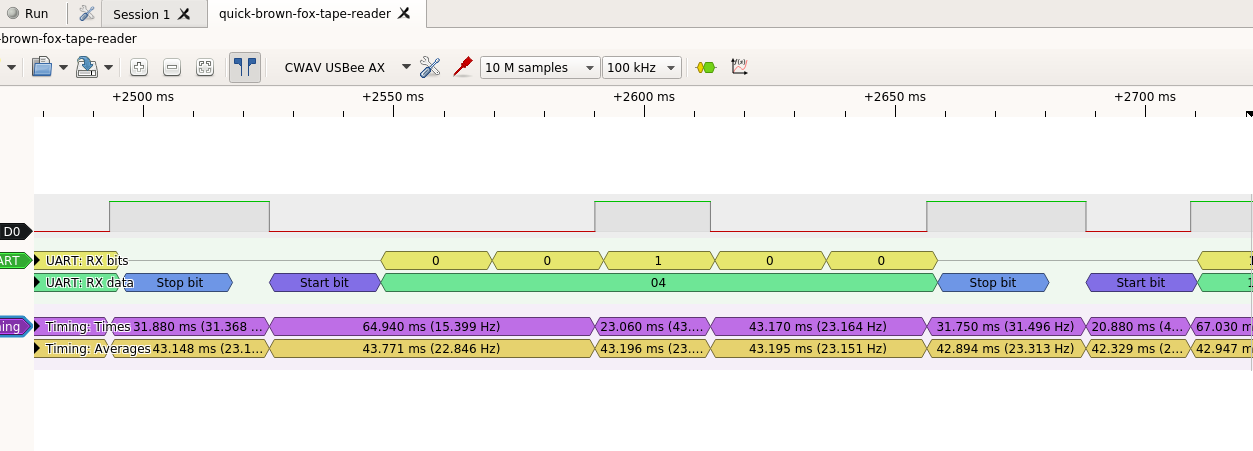 Run Session 1 quick-brown-fox-tape-reader
-brown-fox-tape-reader
CWAV USBee AX 10 M samples 100 kHz f(x)
+2500 ms +2550 ms +2600 ms +2650 ms +2700 ms
D0
ART UART: RX bits 0 0 1 0 0 1
UART: RX data Stop bit Start bit 04 Stop bit Start bit 1
ing Timing: Times 31.880 ms (31.368 ... 64.940 ms (15.399 Hz) 23.060 ms (43.... 43.170 ms (23.164 Hz) 31.750 ms (31.496 Hz) 20.880 ms (4... 67.030 m
Timing: Averages 43.148 ms (23.1... 43.771 ms (22.846 Hz) 43.196 ms (23.... 43.195 ms (23.151 Hz) 42.894 ms (23.313 Hz) 42.329 ms (2... 42.947 m